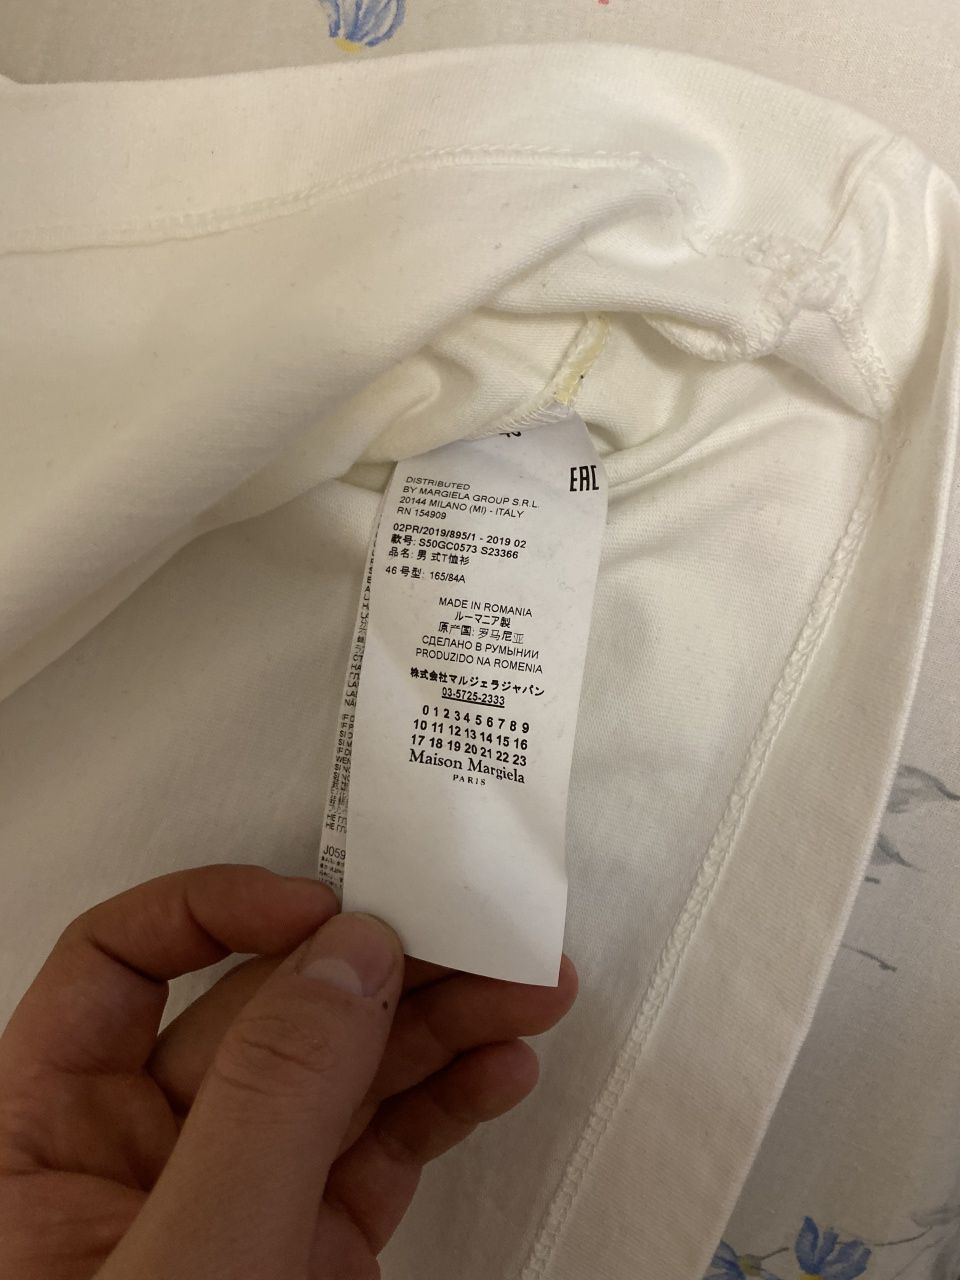 EAC
DISTRIBUTED
BY MARGIELA GROUP S.R.L.
20144 MILANO (MI) - ITALY
RN 154909
02PR/2019/895/1 - 2019 02
款号: S50GC0573 S23366
品名: 男 式T恤衫
46 号型: 165/84A
MADE IN ROMANIA
ルーマニア製
原产国: 罗马尼亚
СДЕЛАНО В РУМЫНИИ
PRODUZIDO NA ROMENIA
株式会社マルジェラジャパン
03-5725-2333
0 1 2 3 4 5 6 7 8 9
10 11 12 13 14 15 16
17 18 19 20 21 22 23
Maison Margiela
PARIS
J059